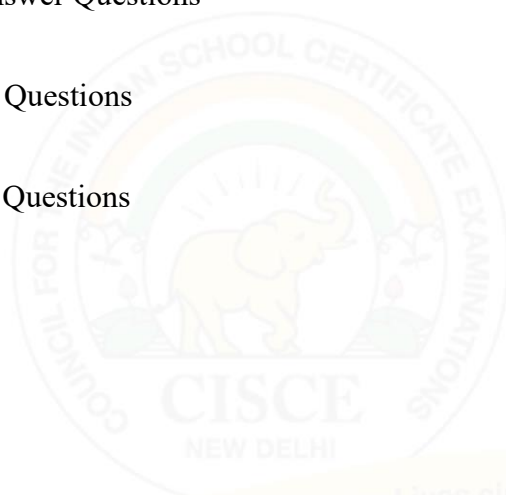 Questions
Questions
Questions
COUNCIL FOR THE INDIAN SCHOOL CERTIFICATE EXAMINATIONS
CISCE
NEW DELHI